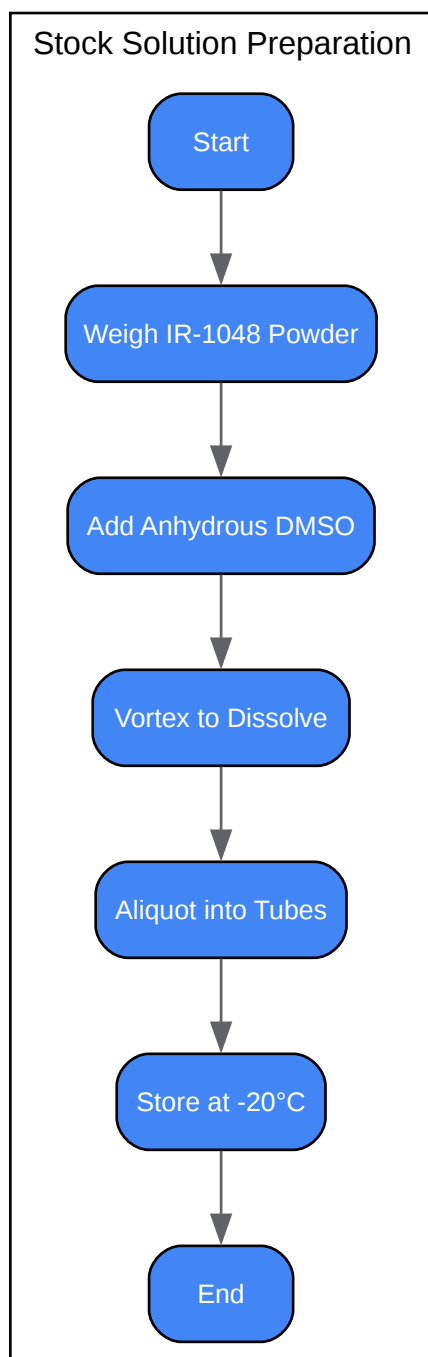 Stock Solution Preparation
Start
Weigh IR-1048 Powder
Add Anhydrous DMSO
Vortex to Dissolve
Aliquot into Tubes
Store at -20°C
End